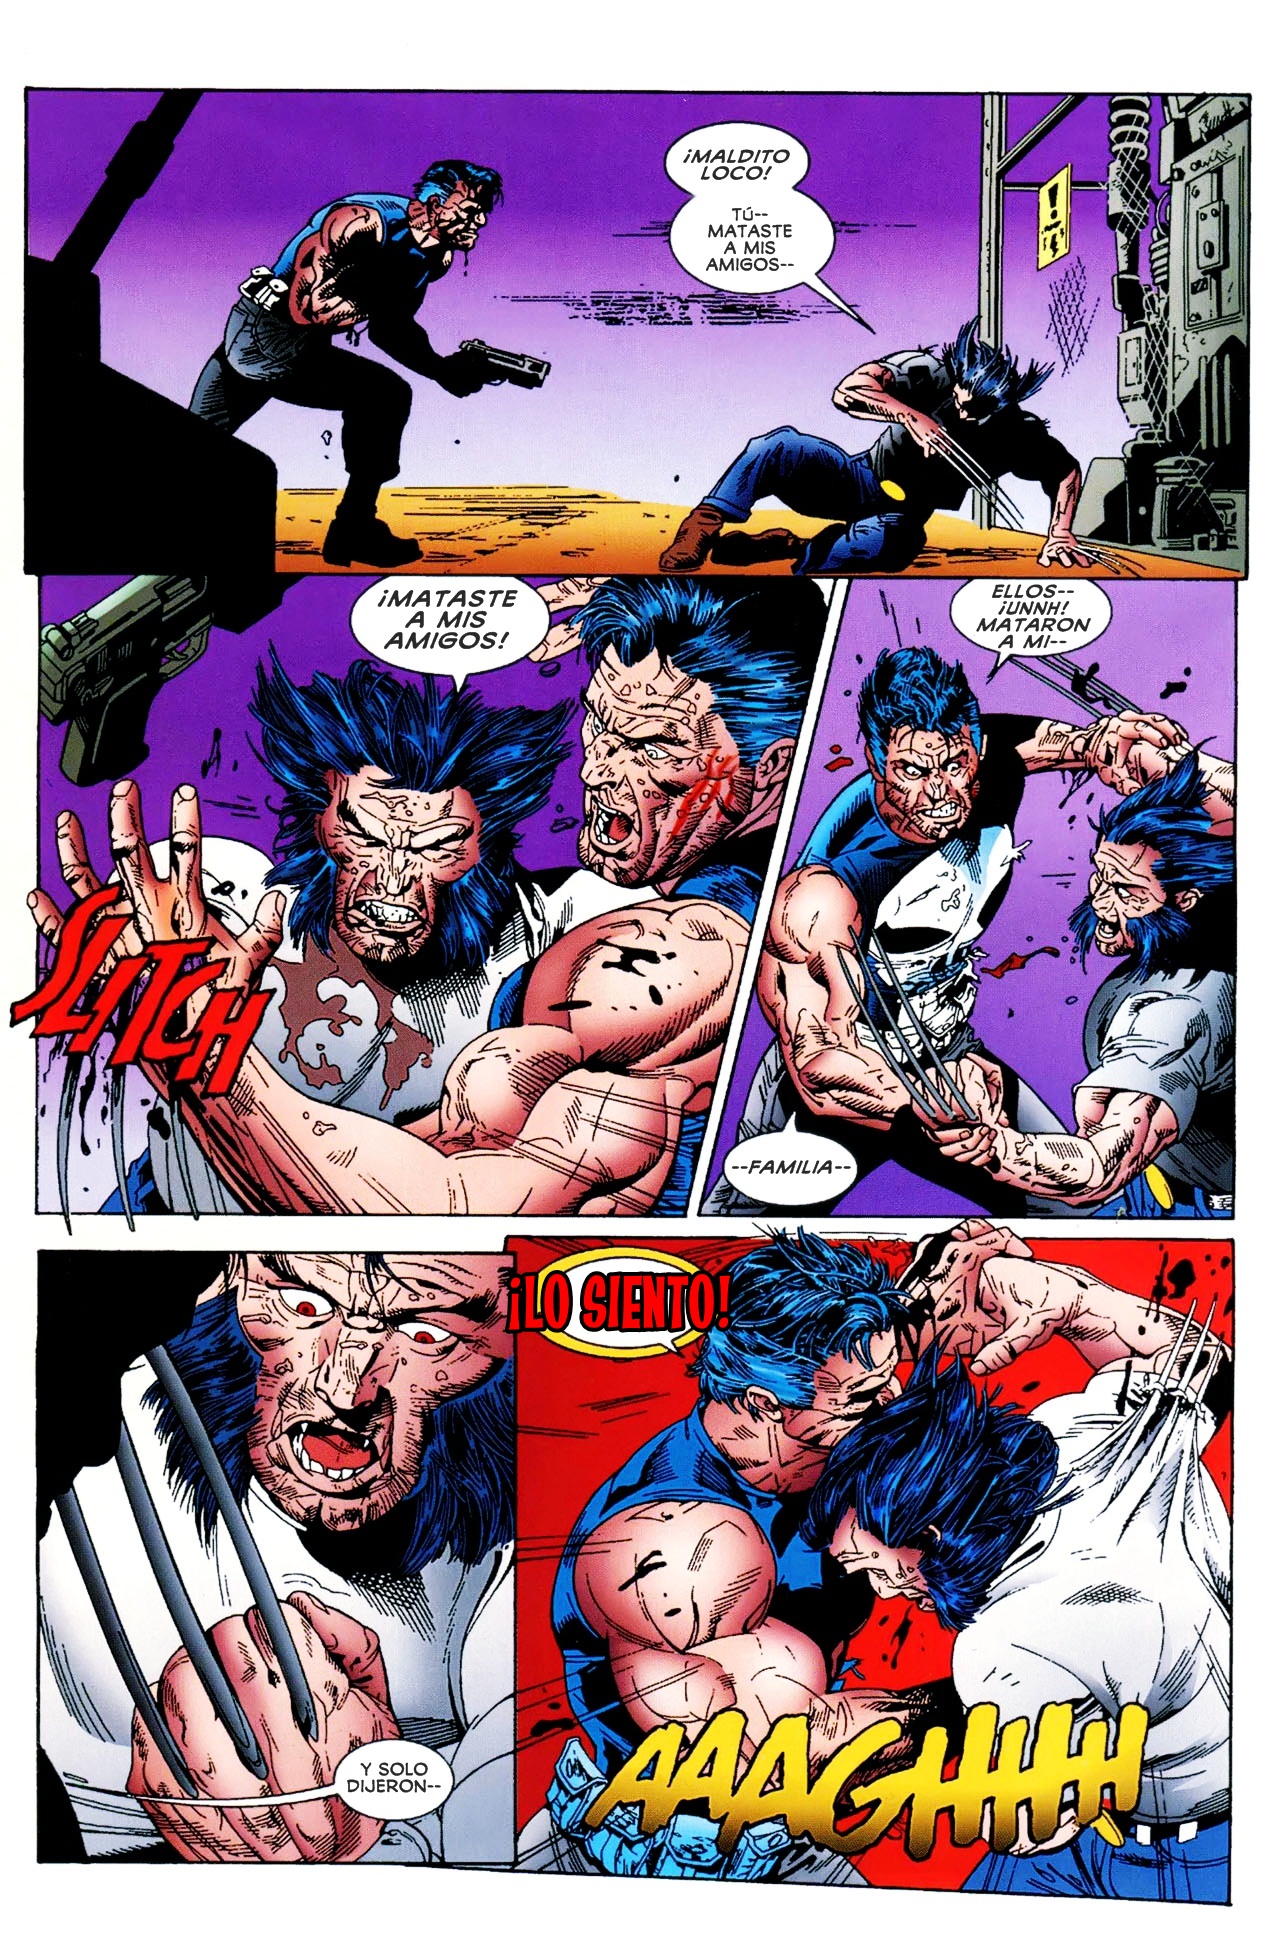 ¡MALDITO
LOCO!
TÚ--
MATASTE
A MIS
AMIGOS--
!
¡MATASTE
A MIS
AMIGOS!
SLITCH
ELLOS--
¡UNNH!
MATARON
A MI--
--FAMILIA--
Y SOLO
DIJERON--
¡LO SIENTO!
AAAGHHHH